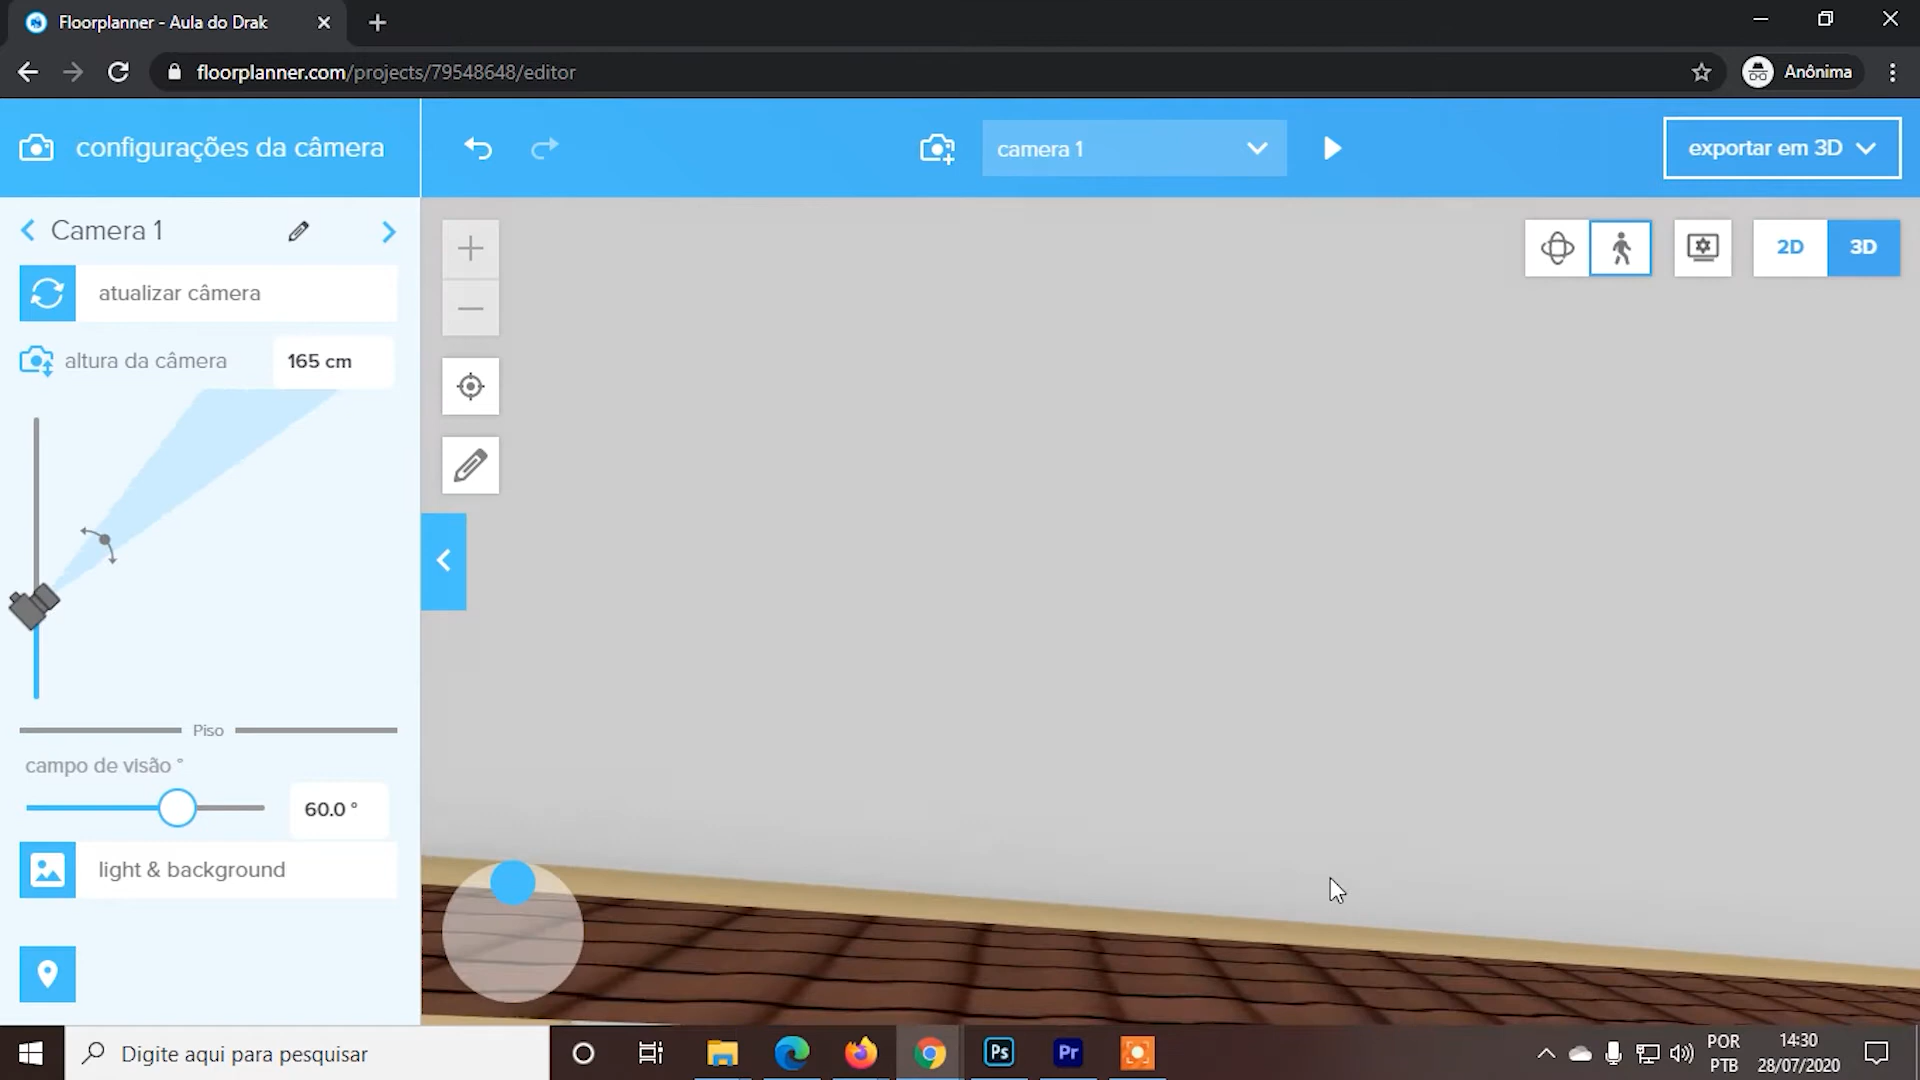 Floorplanner - Aula do Drak
floorplanner.com/projects/79548648/editor
Anônima
configurações da câmera
camera 1
exportar em 3D
Camera 1
2D
3D
atualizar câmera
altura da câmera
165 cm
Piso
campo de visão °
60.0 °
light & background
Digite aqui para pesquisar
Ps
Pr
POR
PTB
14:30
28/07/2020